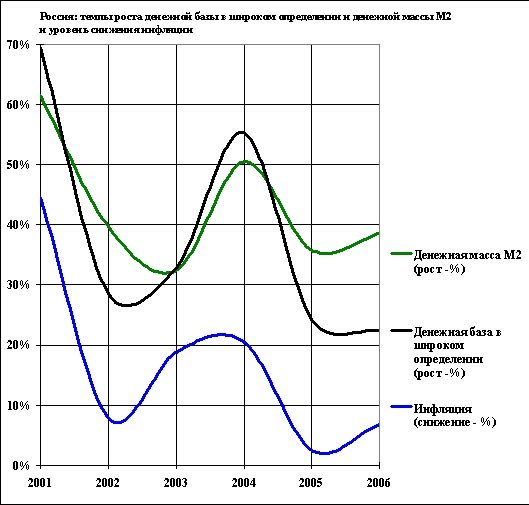 Россия: темпы роста денежной базы в широком определении и денежной массы М2
и уровень снижения инфляции
70%
60%
50%
40%
30%
20%
10%
0%
2001 2002 2003 2004 2005 2006
Денежная масса М2
(рост -%)
Денежная база в
широком
определении
(рост -%)
Инфляция
(снижение - %)